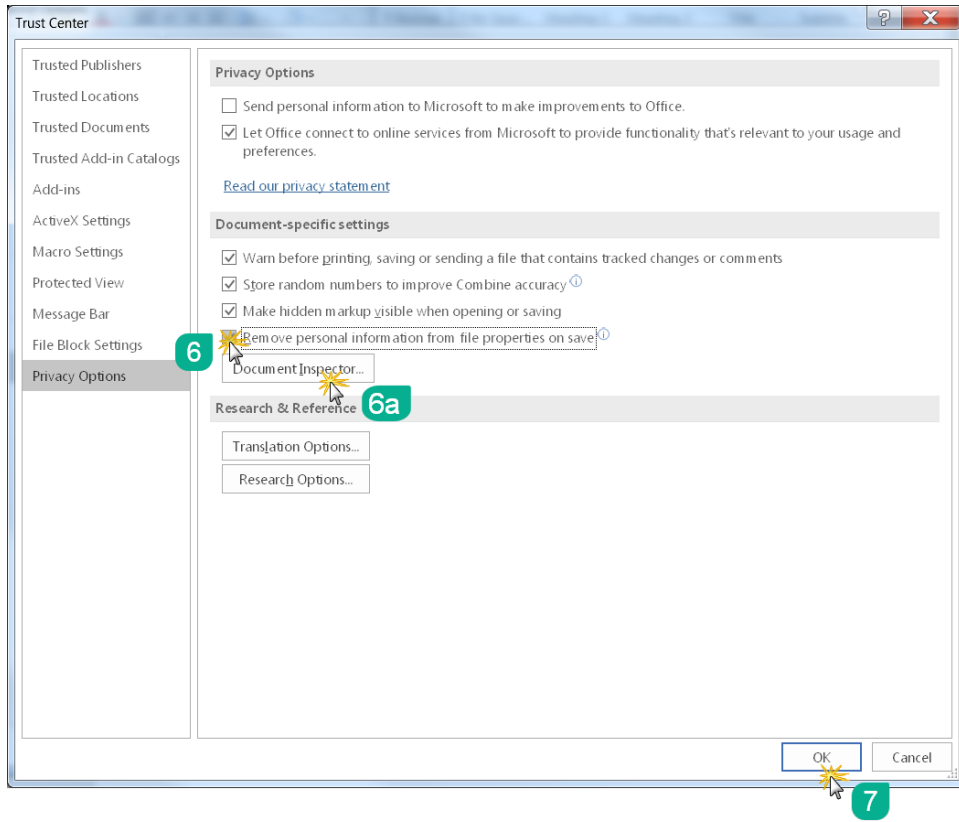 Trust Center
Trusted Publishers
Trusted Locations
Trusted Documents
Trusted Add-in Catalogs
Add-ins
ActiveX Settings
Macro Settings
Protected View
Message Bar
File Block Settings
Privacy Options
Privacy Options
Send personal information to Microsoft to make improvements to Office.
Let Office connect to online services from Microsoft to provide functionality that's relevant to your usage and
preferences.
Read our privacy statement
Document-specific settings
Warn before printing, saving or sending a file that contains tracked changes or comments
Store random numbers to improve Combine accuracy
Make hidden markup visible when opening or saving
6
Remove personal information from file properties on save
Document Inspector...
6a
Research & Reference
Translation Options...
Research Options...
OK
Cancel
7